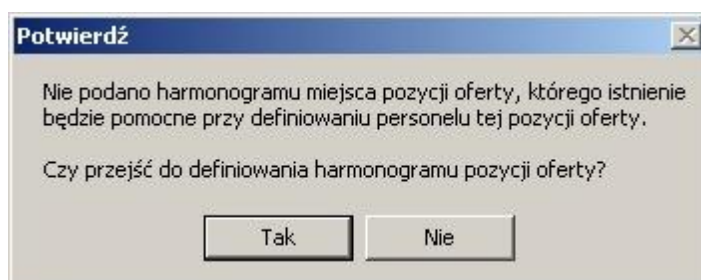 Potwierdź
Nie podano harmonogramu miejsca pozycji oferty, którego istnienie
będzie pomocne przy definiowaniu personelu tej pozycji oferty.
Czy przejść do definiowania harmonogramu pozycji oferty?
Tak
Nie